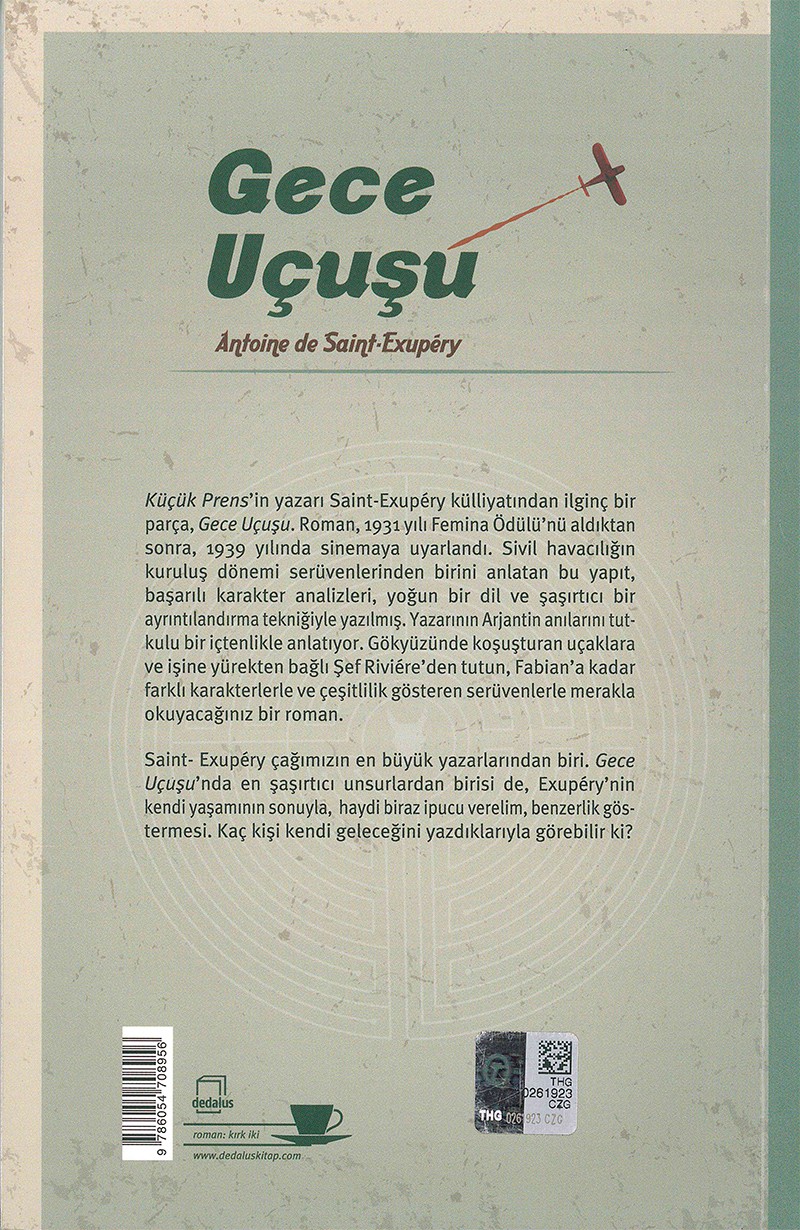 Gece
Uçuşu
Antoine de Saint-Exupéry
Küçük Prens'in yazarı Saint-Exupéry külliyatından ilginç bir
parça, Gece Uçuşu. Roman, 1931 yılı Femina Ödülü'nü aldıktan
sonra, 1939 yılında sinemaya uyarlandı. Sivil havacılığın
kuruluş dönemi serüvenlerinden birini anlatan bu yapıt,
başarılı karakter analizleri, yoğun bir dil ve şaşırtıcı bir
ayrıntılandırma tekniğiyle yazılmış. Yazarının Arjantin anılarını tut-
kulu bir içtenlikle anlatıyor. Gökyüzünde koşuşturan uçaklara
ve işine yürekten bağlı Şef Riviére'den tutun, Fabian'a kadar
farklı karakterlerle ve çeşitlilik gösteren serüvenlerle merakla
okuyacağınız bir roman.
Saint- Exupéry çağımızın en büyük yazarlarından biri. Gece
Uçuşu'nda en şaşırtıcı unsurlardan birisi de, Exupéry'nin
kendi yaşamının sonuyla, haydi biraz ipucu verelim, benzerlik gös-
termesi. Kaç kişi kendi geleceğini yazdıklarıyla görebilir ki?
9 786054 708956
dedalus
roman: kırk iki
www.dedaluskitap.com
THG
0261923
CZG
THG 0261923 CZG